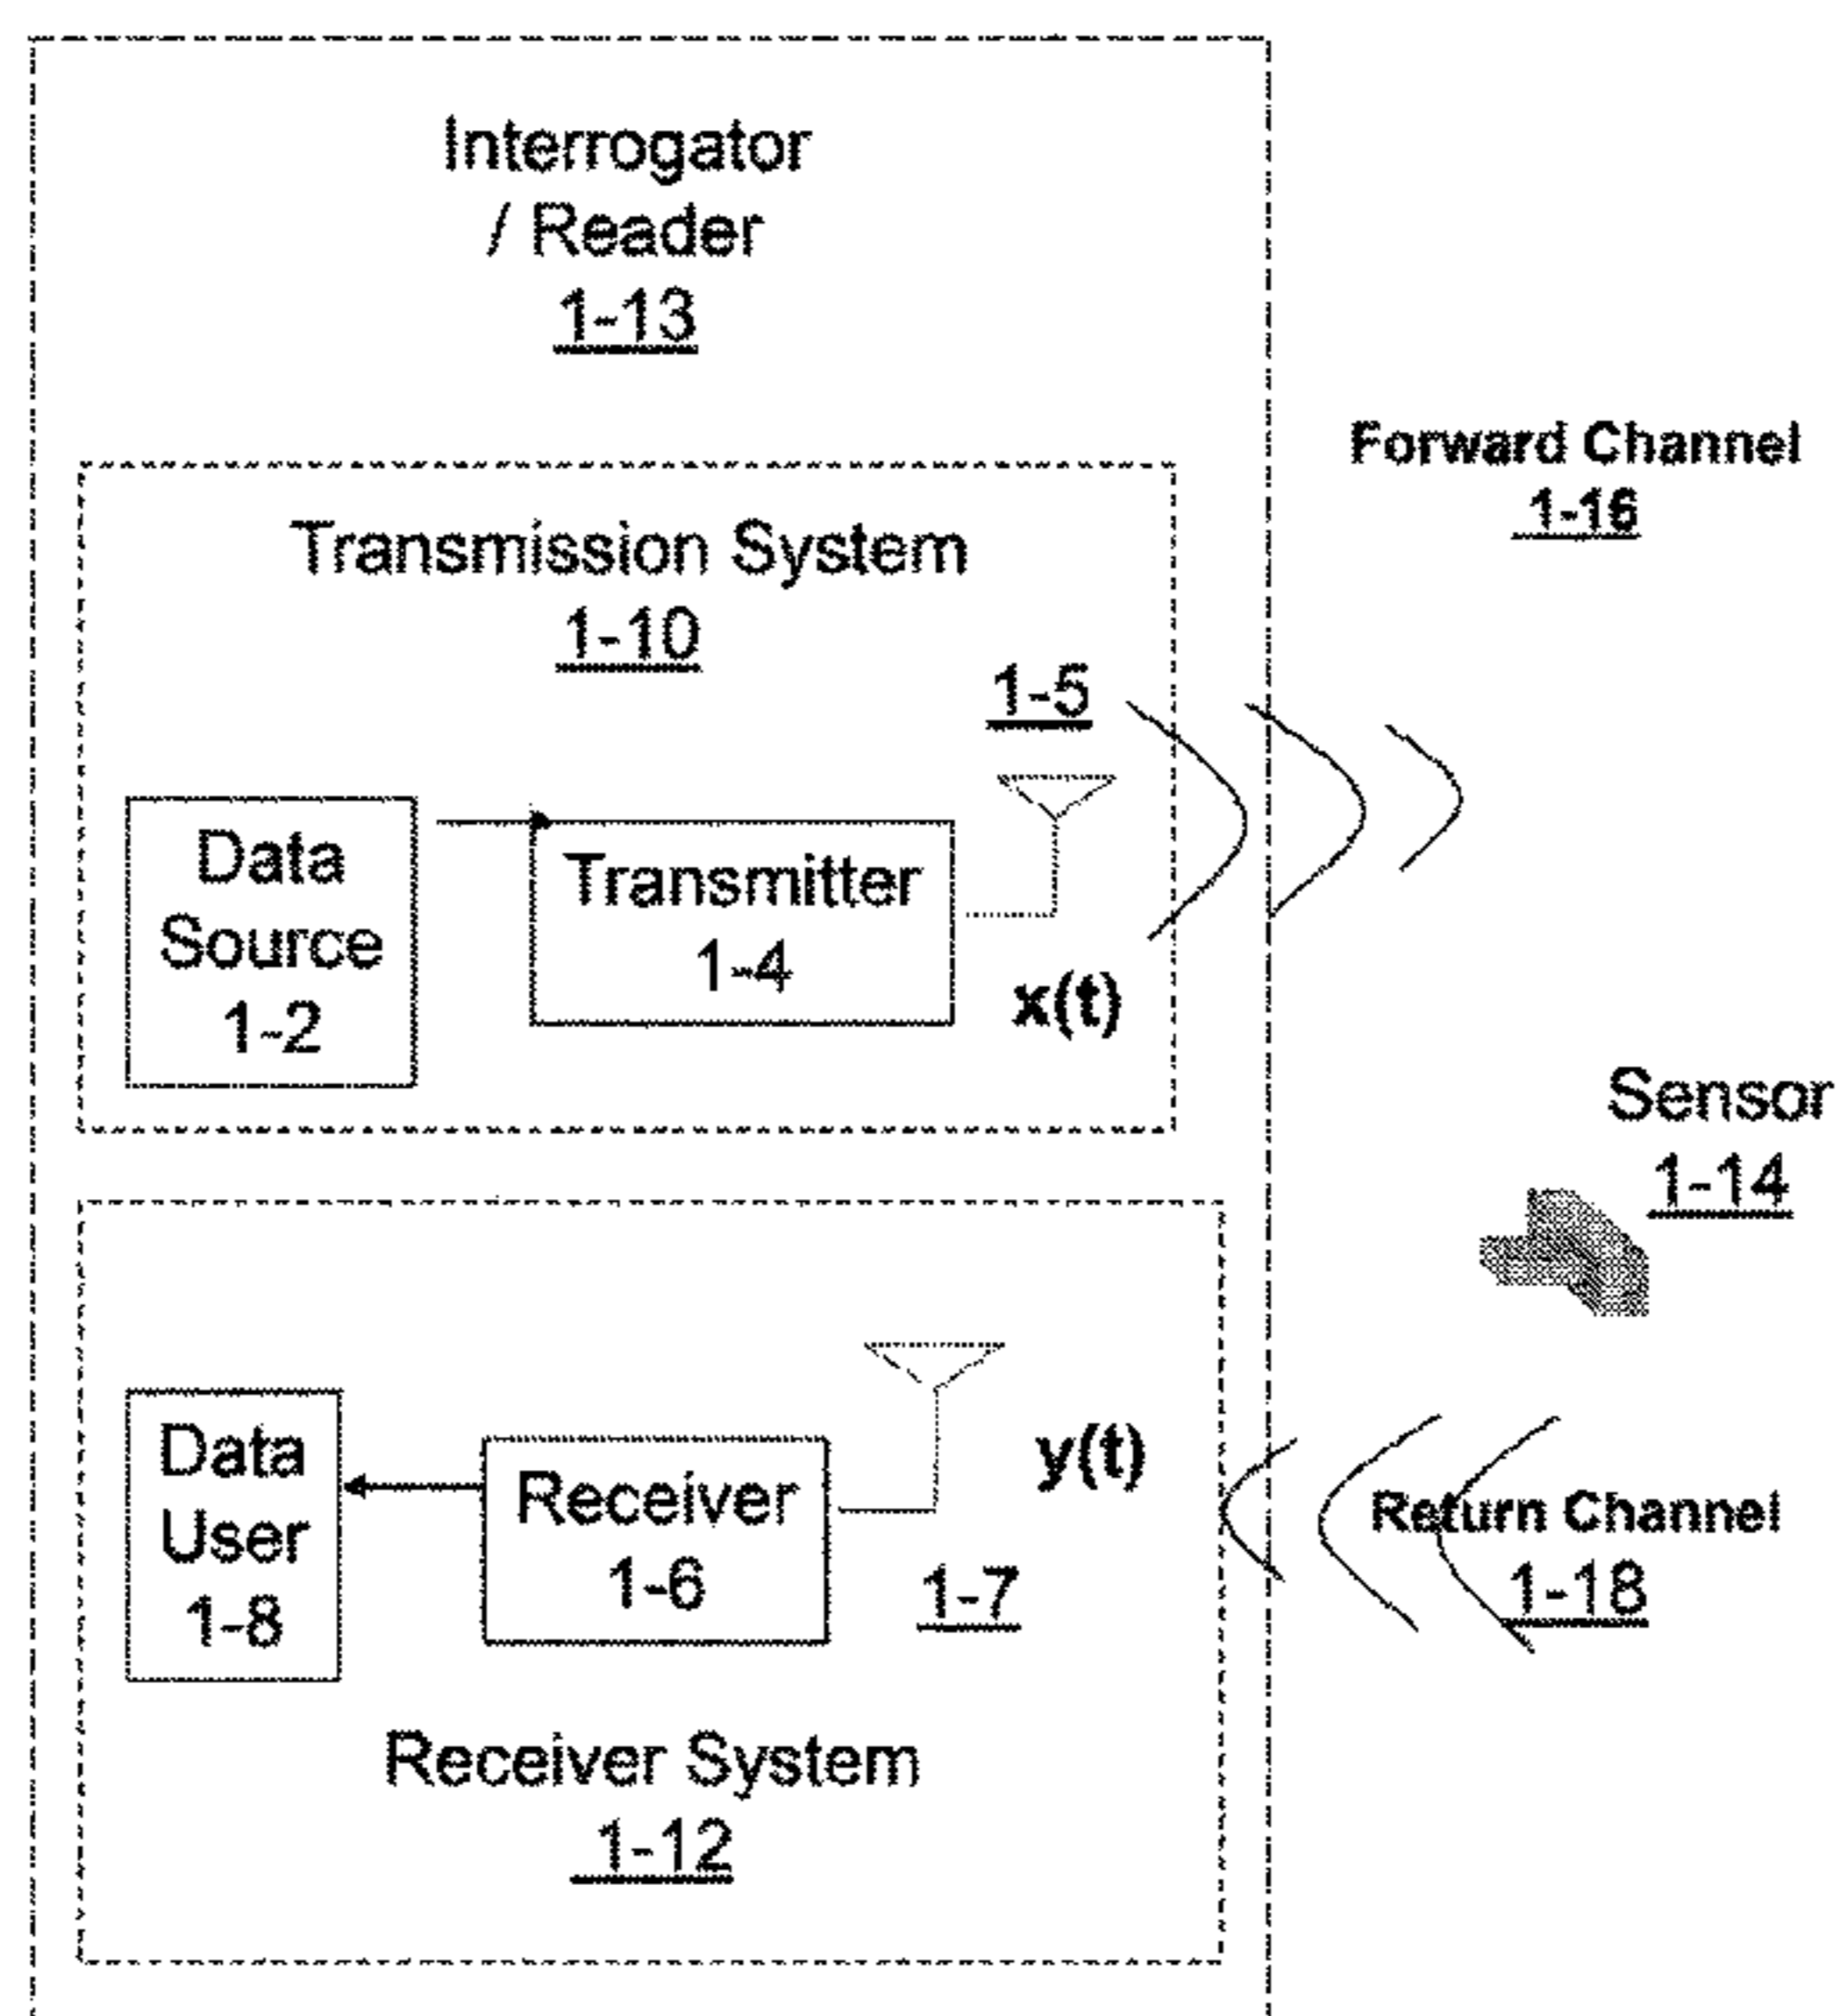 Interrogator
/ Reader
1-13
Forward Channel
1-16
Transmission System
1-10
1-5
Data
Source
1-2
Transmitter
1-4
x(t)
Sensor
1-14
Data
User
1-8
Receiver
1-6
y(t)
1-7
Return Channel
1-18
Receiver System
1-12